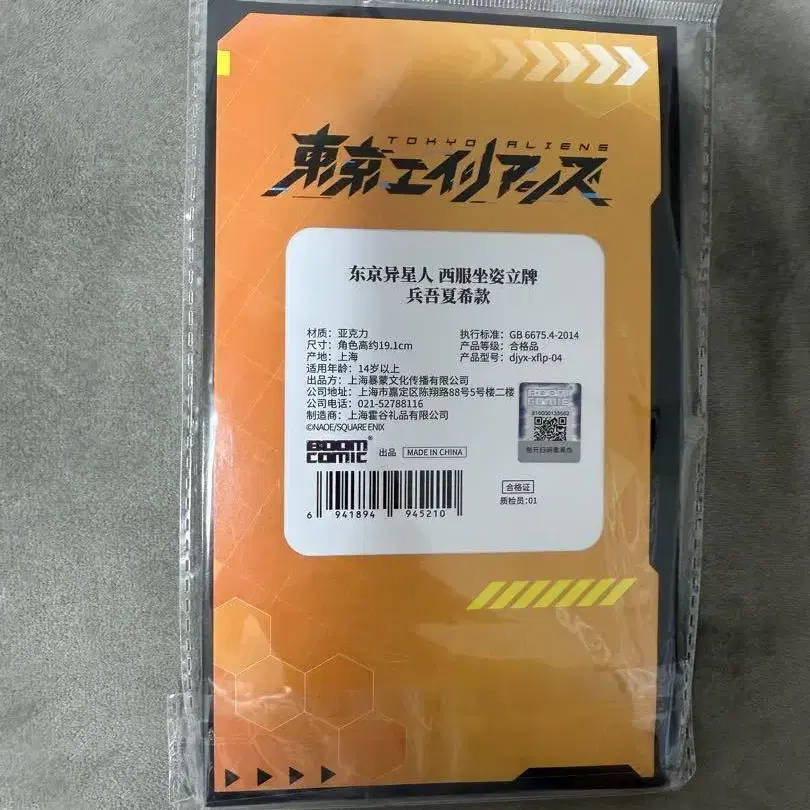 TOKYO ALIENS
東京エイリアンズ
东京异星人 西服坐姿立牌
兵吾夏希款
材质：亚克力
尺寸：角色高约19.1cm
产地：上海
适用年龄：14岁以上
出品方：上海暴蒙文化传播有限公司
公司地址：上海市嘉定区陈翔路88号5号楼二楼
公司电话：021-52788116
制造商：上海霍谷礼品有限公司
©NAOE/SQUARE ENIX
执行标准：GB 6675.4-2014
产品等级：合格品
产品型号：djyx-xflp-04
BOOM COMIC® 出品 MADE IN CHINA
6 941894 945210
合格证
质检员：01